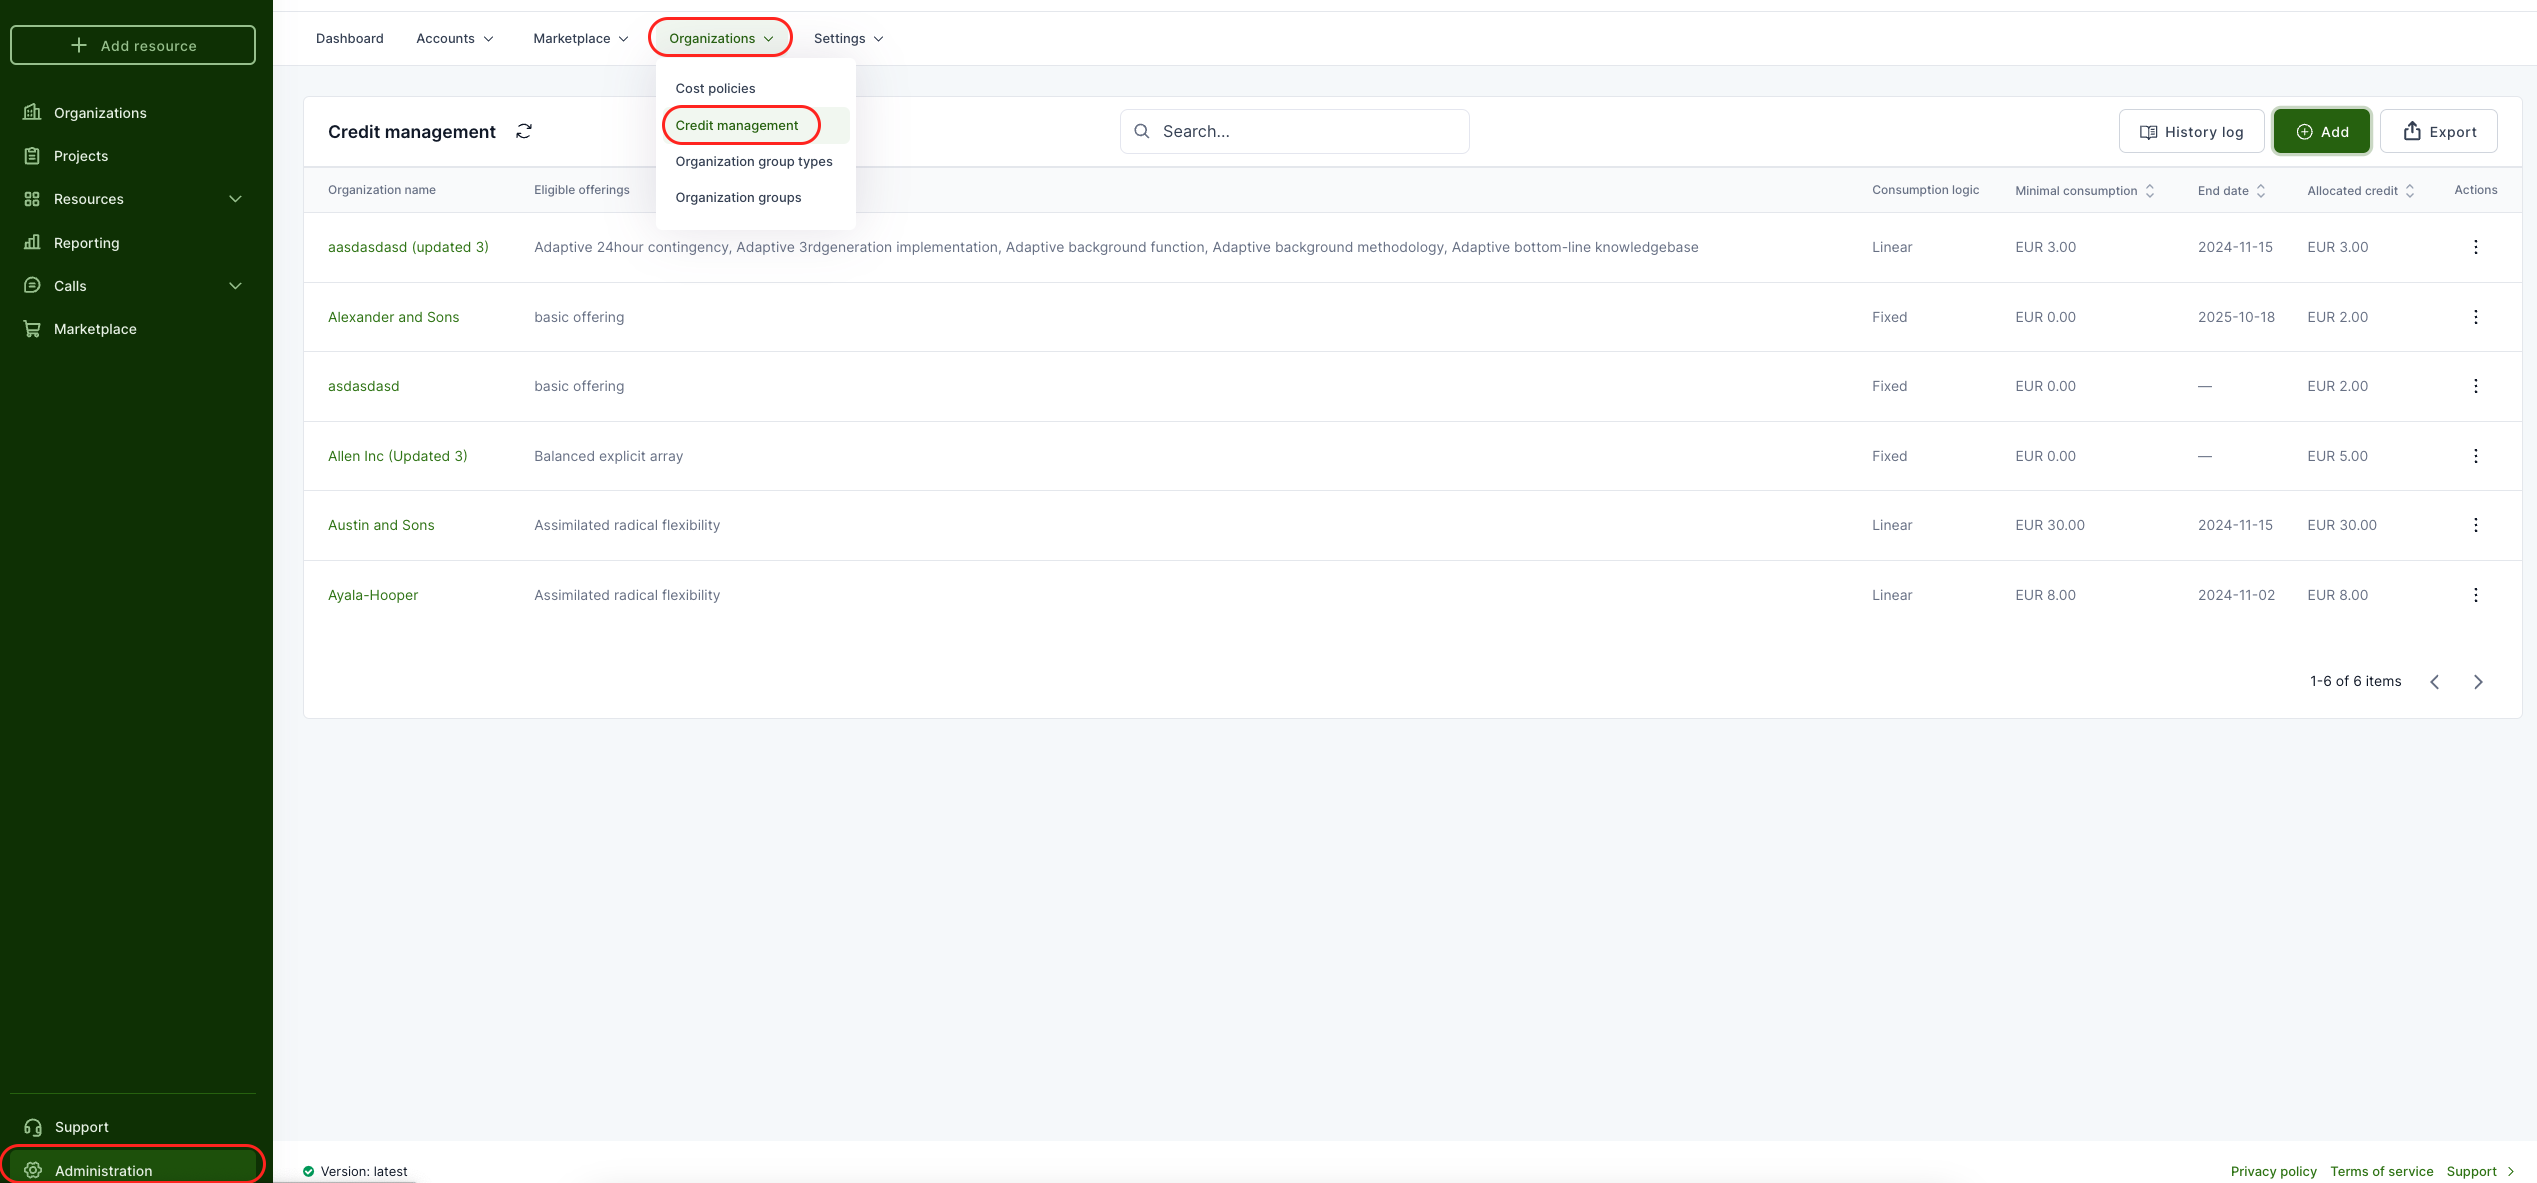 Add resource
Organizations
Projects
Resources
Reporting
Calls
Marketplace
Support
Administration
Dashboard Accounts Marketplace Organizations Settings
Cost policies
Credit management
Organization group types
Organization groups
Credit management Search... History log Add Export
Organization name Eligible offerings Consumption logic Minimal consumption End date Allocated credit Actions
aasdasdasd (updated 3) Adaptive 24hour contingency, Adaptive 3rdgeneration implementation, Adaptive background function, Adaptive background methodology, Adaptive bottom-line knowledgebase Linear EUR 3.00 2024-11-15 EUR 3.00
Alexander and Sons basic offering Fixed EUR 0.00 2025-10-18 EUR 2.00
asdasdasd basic offering Fixed EUR 0.00 — EUR 2.00
Allen Inc (Updated 3) Balanced explicit array Fixed EUR 0.00 — EUR 5.00
Austin and Sons Assimilated radical flexibility Linear EUR 30.00 2024-11-15 EUR 30.00
Ayala-Hooper Assimilated radical flexibility Linear EUR 8.00 2024-11-02 EUR 8.00
1-6 of 6 items
Version: latest Privacy policy Terms of service Support